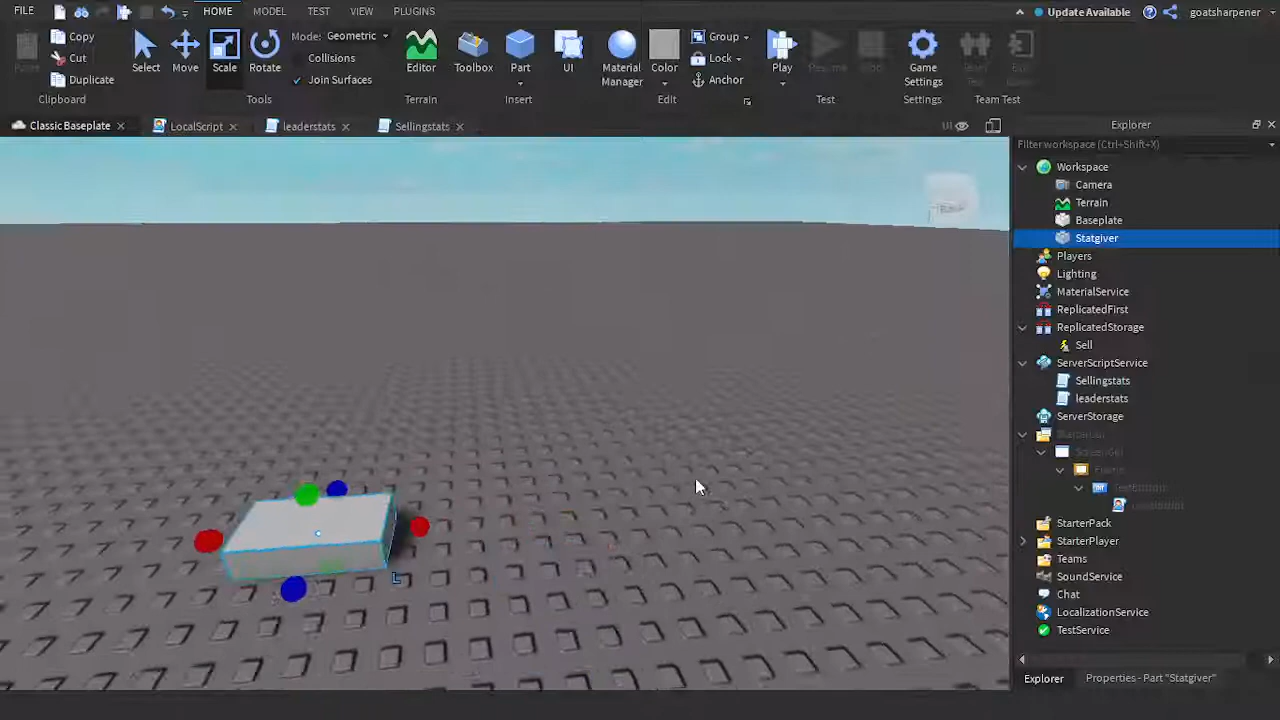 FILE HOME MODEL TEST VIEW PLUGINS Update Available goatsharpener
Copy Cut Duplicate
Clipboard
Select Move Scale Rotate
Mode: Geometric
Collisions
Join Surfaces
Tools
Editor
Terrain
Toolbox Part UI
Insert
Material Manager
Color
Group
Lock
Anchor
Edit
Play
Test
Game Settings
Settings
Team Test
Classic Baseplate LocalScript leaderstats Sellingstats UI
Explorer
Filter workspace (Ctrl+Shift+X)
Workspace
Camera
Terrain
Baseplate
Statgiver
Players
Lighting
MaterialService
ReplicatedFirst
ReplicatedStorage
Sell
ServerScriptService
Sellingstats
leaderstats
ServerStorage
StarterPack
StarterPlayer
Teams
SoundService
Chat
LocalizationService
TestService
Explorer Properties - Part "Statgiver"
L